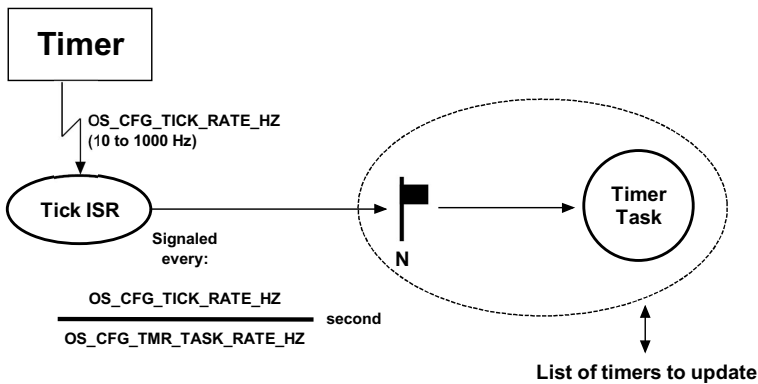 Timer
OS_CFG_TICK_RATE_HZ
(10 to 1000 Hz)
Tick ISR
Signaled
every:
OS_CFG_TICK_RATE_HZ
OS_CFG_TMR_TASK_RATE_HZ
second
N
Timer
Task
List of timers to update